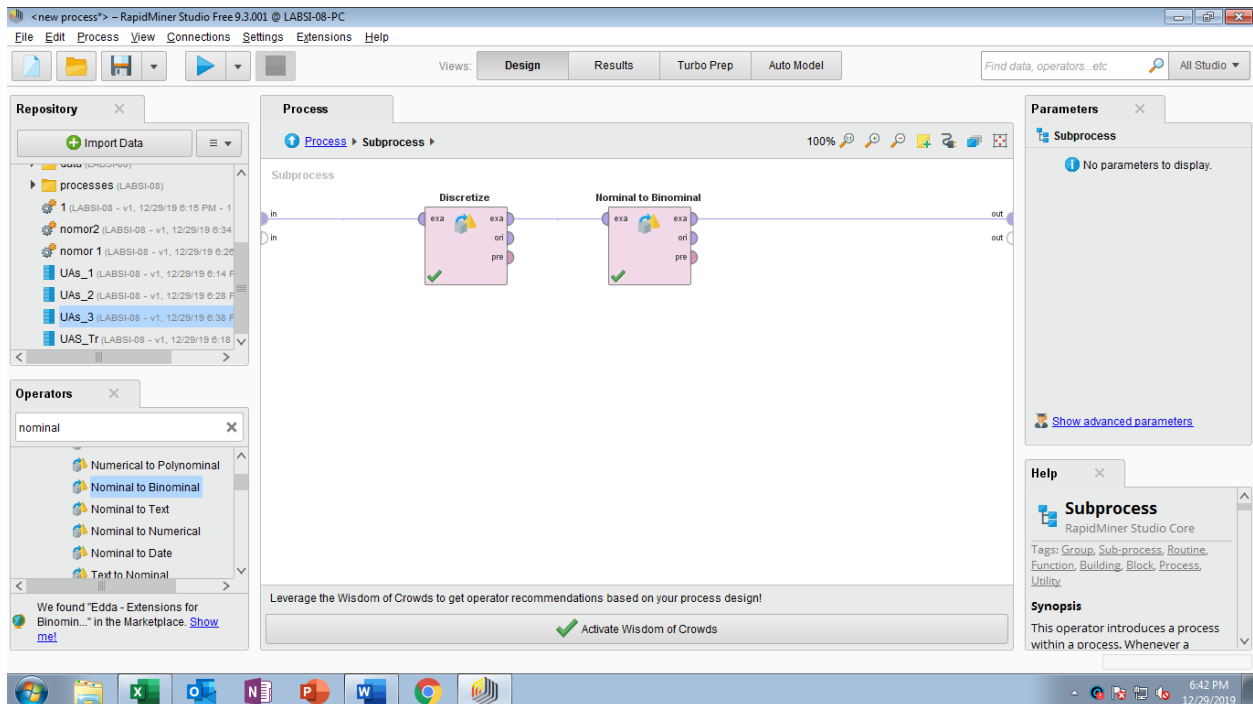 <new process*> – RapidMiner Studio Free 9.3.001 @ LABSI-08-PC
File Edit Process View Connections Settings Extensions Help
Views: Design Results Turbo Prep Auto Model
Find data, operators...etc All Studio
Repository
Import Data
processes (LABSI-08)
1 (LABSI-08 - v1, 12/29/19 6:15 PM - 1
nomor2 (LABSI-08 - v1, 12/29/19 6:34
nomor 1 (LABSI-08 - v1, 12/29/19 6:26
UAs_1 (LABSI-08 - v1, 12/29/19 6:14 P
UAs_2 (LABSI-08 - v1, 12/29/19 6:28 P
UAs_3 (LABSI-08 - v1, 12/29/19 6:38 P
UAS_Tr (LABSI-08 - v1, 12/29/19 6:18
Operators
nominal
Numerical to Polynominal
Nominal to Binominal
Nominal to Text
Nominal to Numerical
Nominal to Date
Text to Nominal
We found "Edda - Extensions for
Binomin..." in the Marketplace. Show
me!
Process
Process Subprocess
100%
Subprocess
Discretize
Nominal to Binominal
in exa exa exa exa out
in ori ori out
pre pre
Leverage the Wisdom of Crowds to get operator recommendations based on your process design!
Activate Wisdom of Crowds
Parameters
Subprocess
No parameters to display.
Show advanced parameters
Help
Subprocess
RapidMiner Studio Core
Tags: Group, Sub-process, Routine,
Function, Building, Block, Process,
Utility
Synopsis
This operator introduces a process
within a process. Whenever a
6:42 PM
12/29/2019